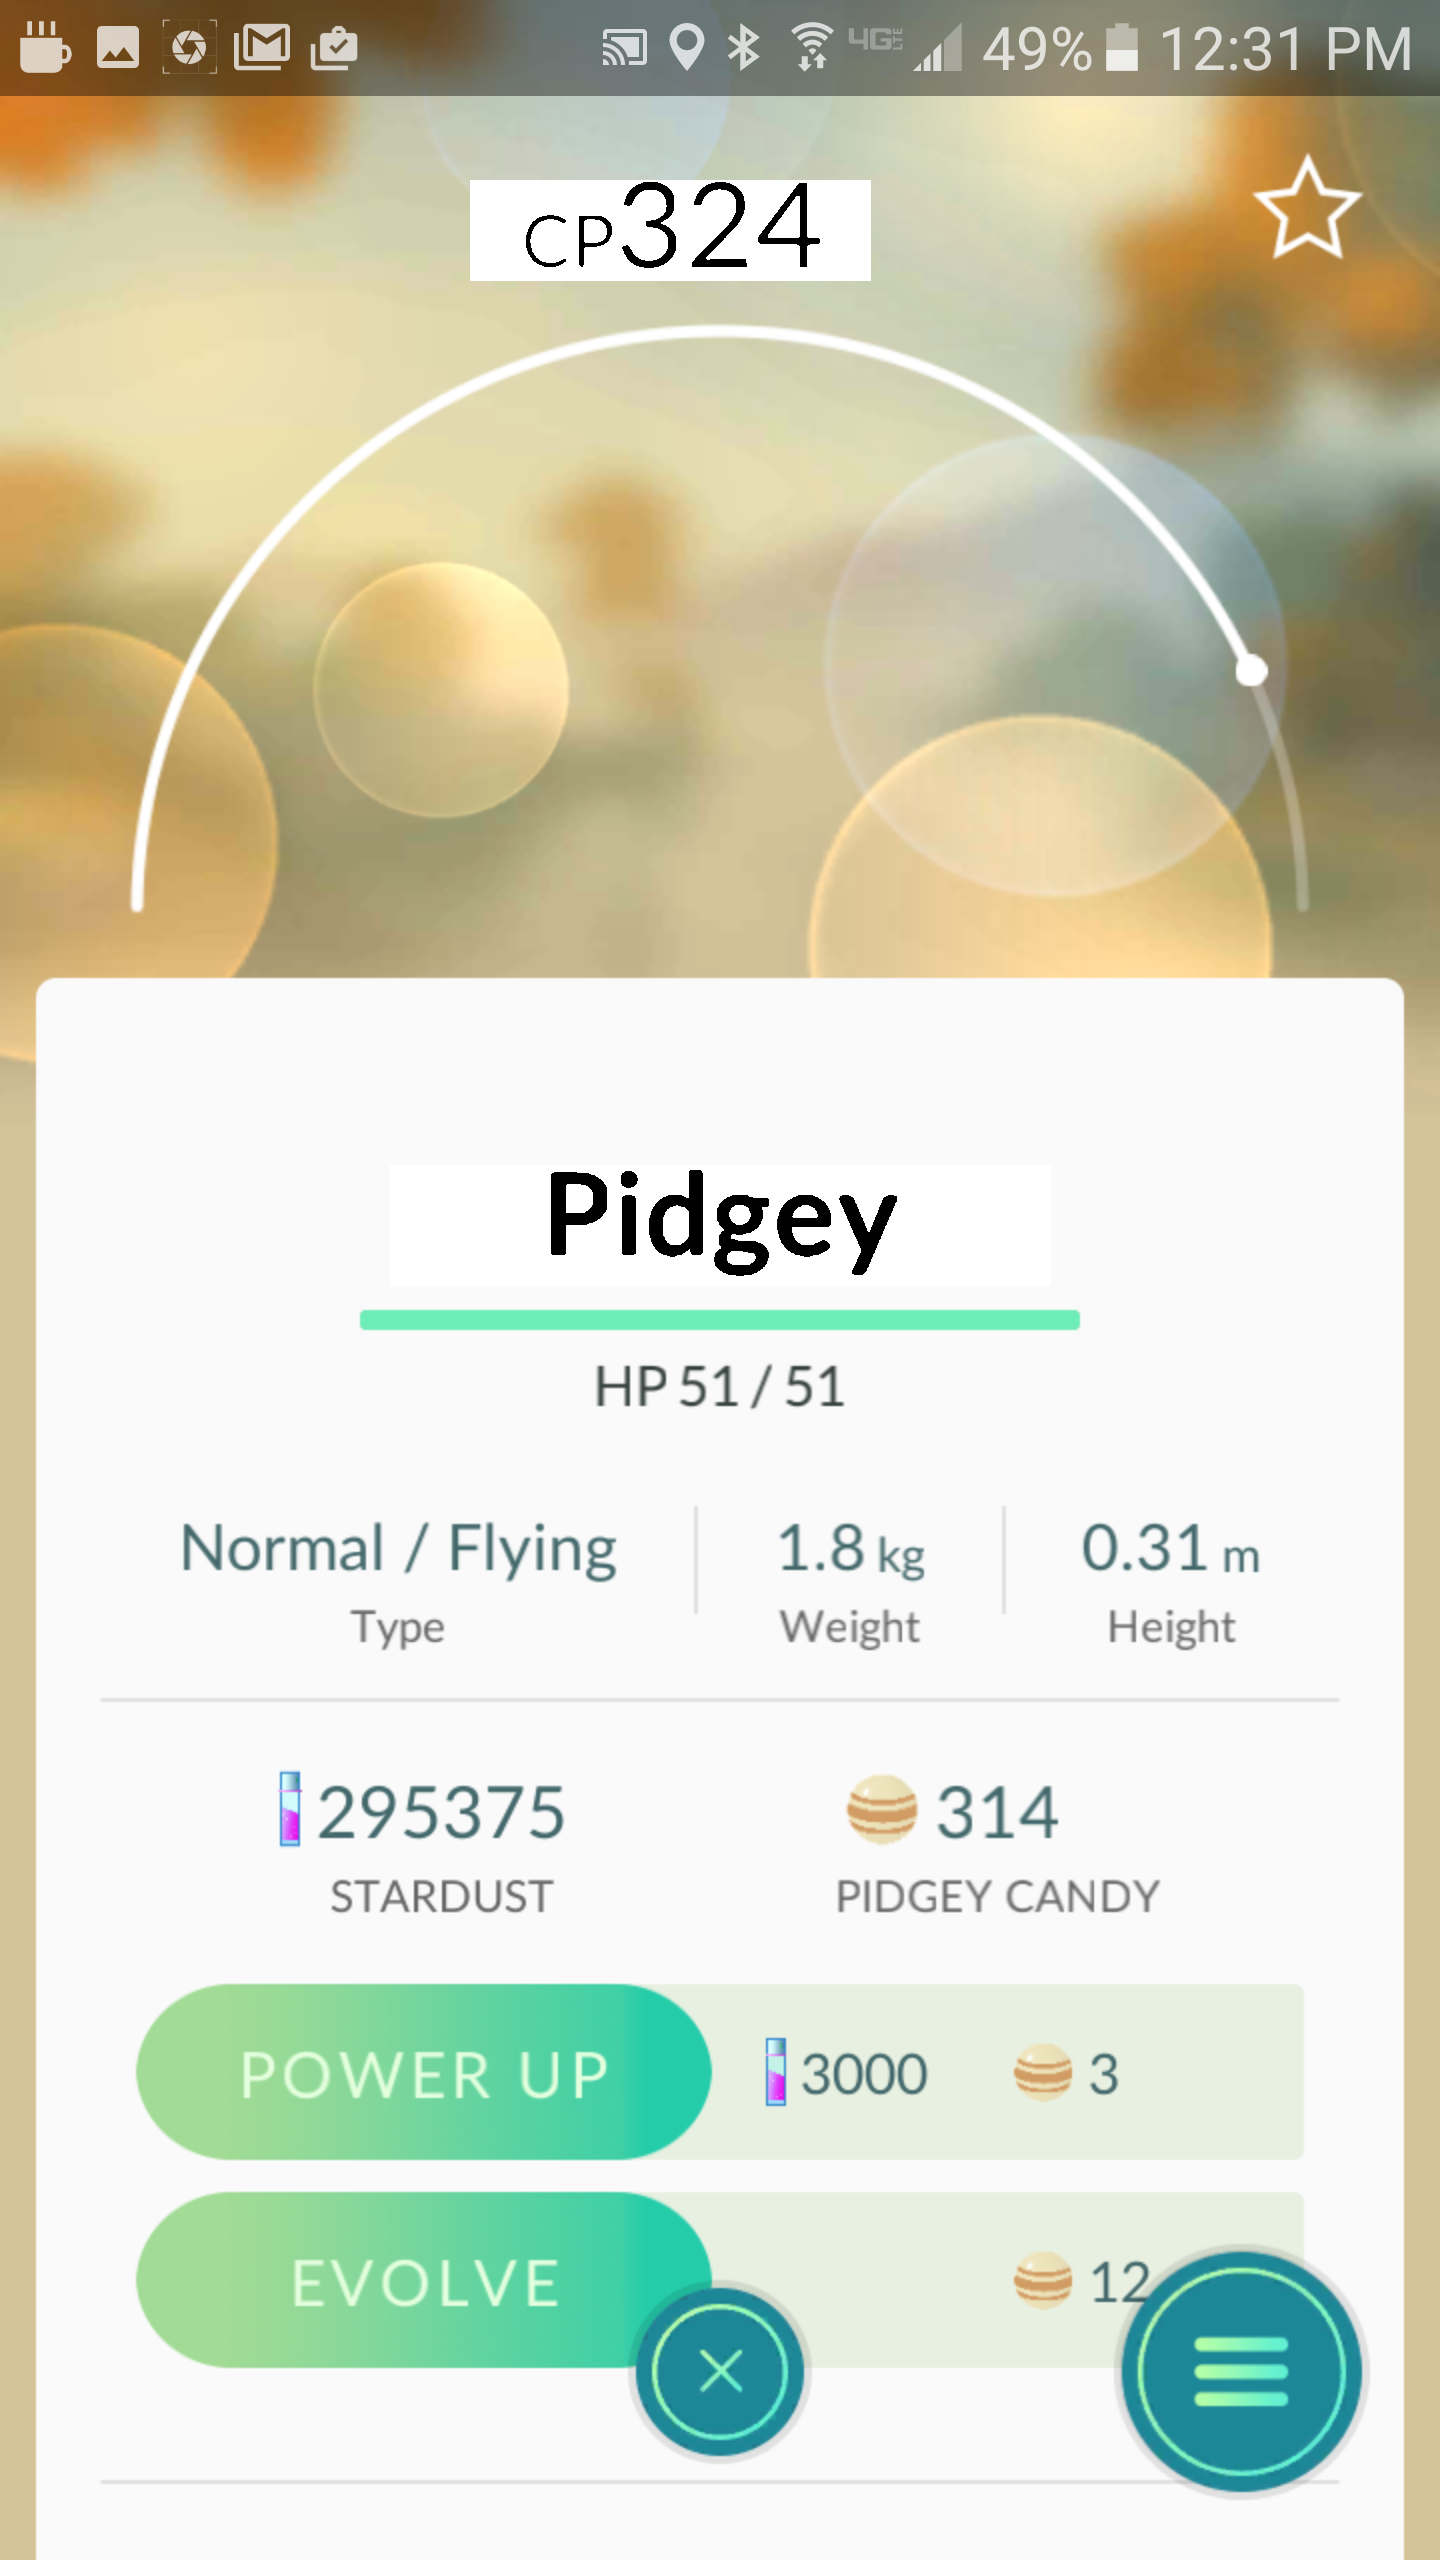 4G LTE 49% 12:31 PM
CP324
Pidgey
HP 51 / 51
Normal / Flying 1.8 kg 0.31 m
Type Weight Height
295375 314
STARDUST PIDGEY CANDY
POWER UP 3000 3
EVOLVE 12